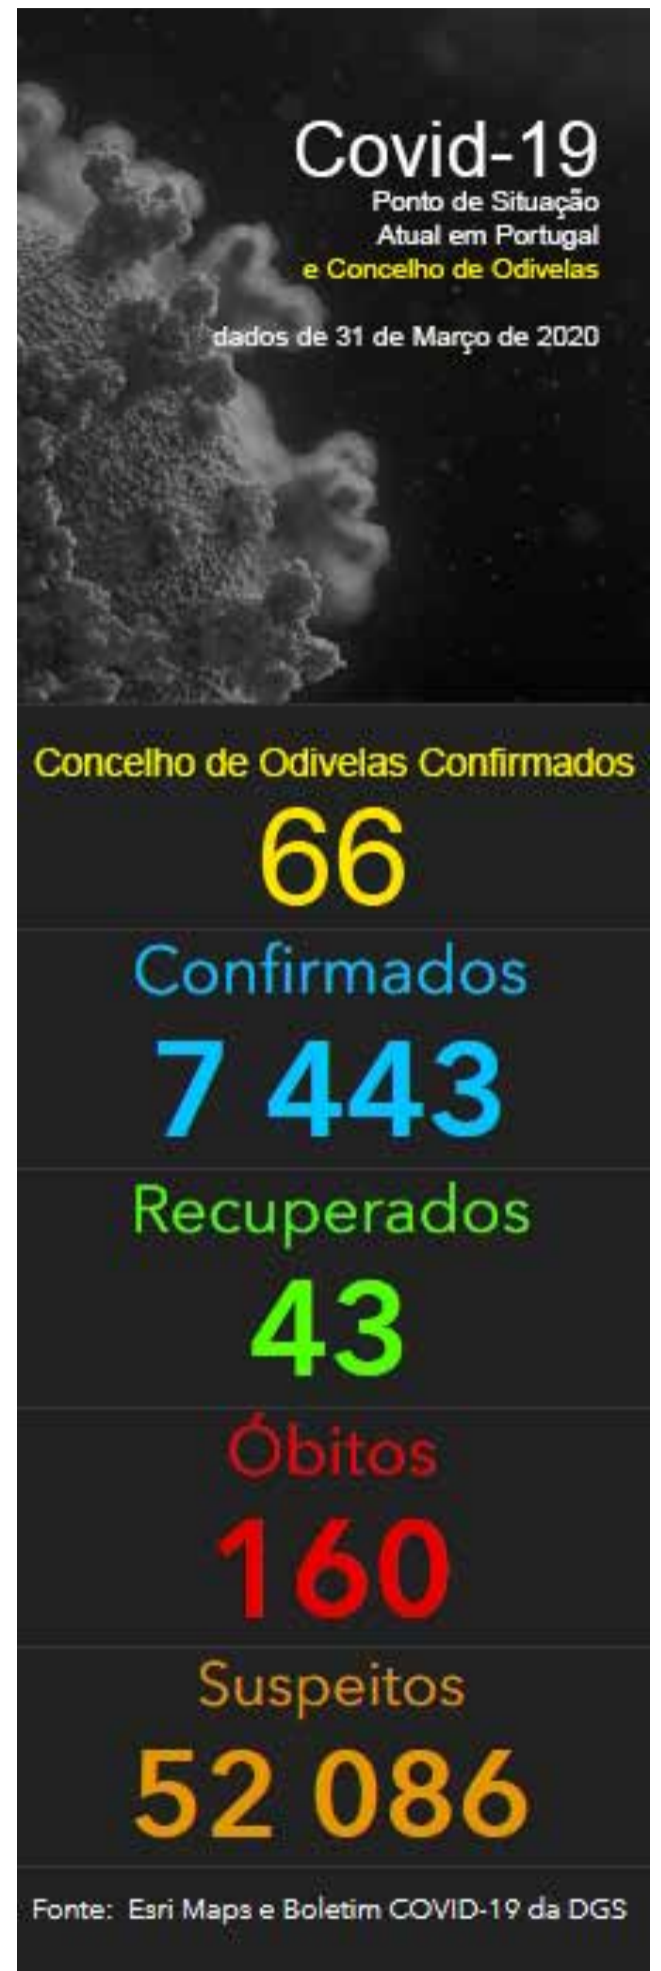 Covid-19
Ponto de Situação
Atual em Portugal
e Concelho de Odivelas
dados de 31 de Março de 2020
Concelho de Odivelas Confirmados
66
Confirmados
7 443
Recuperados
43
Óbitos
160
Suspeitos
52 086
Fonte: Esri Maps e Boletim COVID-19 da DGS